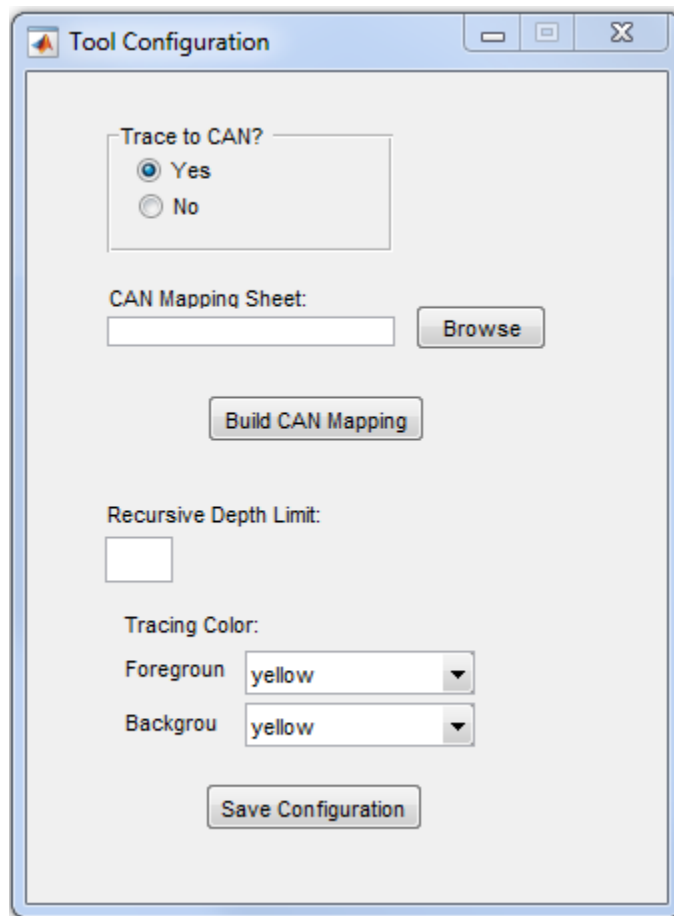 Tool Configuration
Trace to CAN?
Yes
No
CAN Mapping Sheet:
Browse
Build CAN Mapping
Recursive Depth Limit:
Tracing Color:
Foregroun yellow
Backgrou yellow
Save Configuration